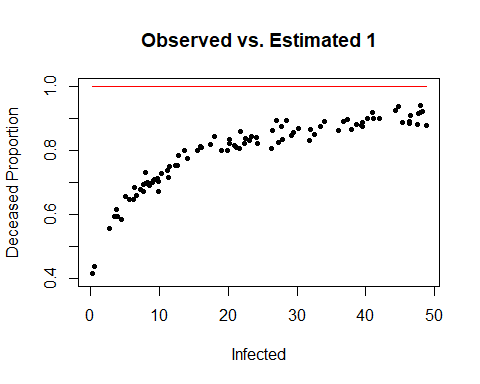 Observed vs. Estimated 1
Deceased Proportion
1.0
0.8
0.6
0.4
0 10 20 30 40 50
Infected